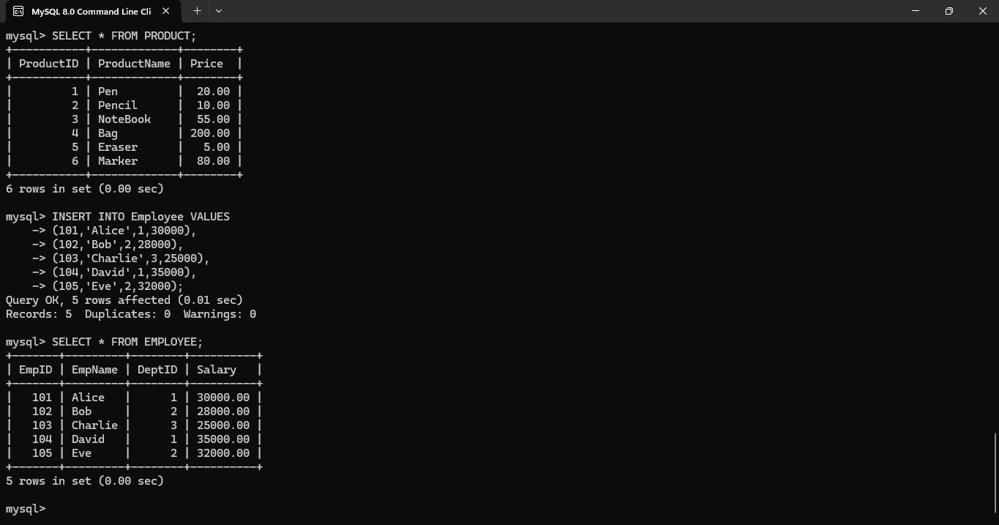 MySQL 8.0 Command Line Cli
mysql> SELECT * FROM PRODUCT;
+-----------+-------------+--------+
| ProductID | ProductName | Price  |
+-----------+-------------+--------+
|         1 | Pen         |  20.00 |
|         2 | Pencil      |  10.00 |
|         3 | NoteBook    |  55.00 |
|         4 | Bag         | 200.00 |
|         5 | Eraser      |   5.00 |
|         6 | Marker      |  80.00 |
+-----------+-------------+--------+
6 rows in set (0.00 sec)
mysql> INSERT INTO Employee VALUES
    -> (101,'Alice',1,30000),
    -> (102,'Bob',2,28000),
    -> (103,'Charlie',3,25000),
    -> (104,'David',1,35000),
    -> (105,'Eve',2,32000);
Query OK, 5 rows affected (0.01 sec)
Records: 5  Duplicates: 0  Warnings: 0
mysql> SELECT * FROM EMPLOYEE;
+-------+---------+--------+----------+
| EmpID | EmpName | DeptID | Salary   |
+-------+---------+--------+----------+
|   101 | Alice   |      1 | 30000.00 |
|   102 | Bob     |      2 | 28000.00 |
|   103 | Charlie |      3 | 25000.00 |
|   104 | David   |      1 | 35000.00 |
|   105 | Eve     |      2 | 32000.00 |
+-------+---------+--------+----------+
5 rows in set (0.00 sec)
mysql>